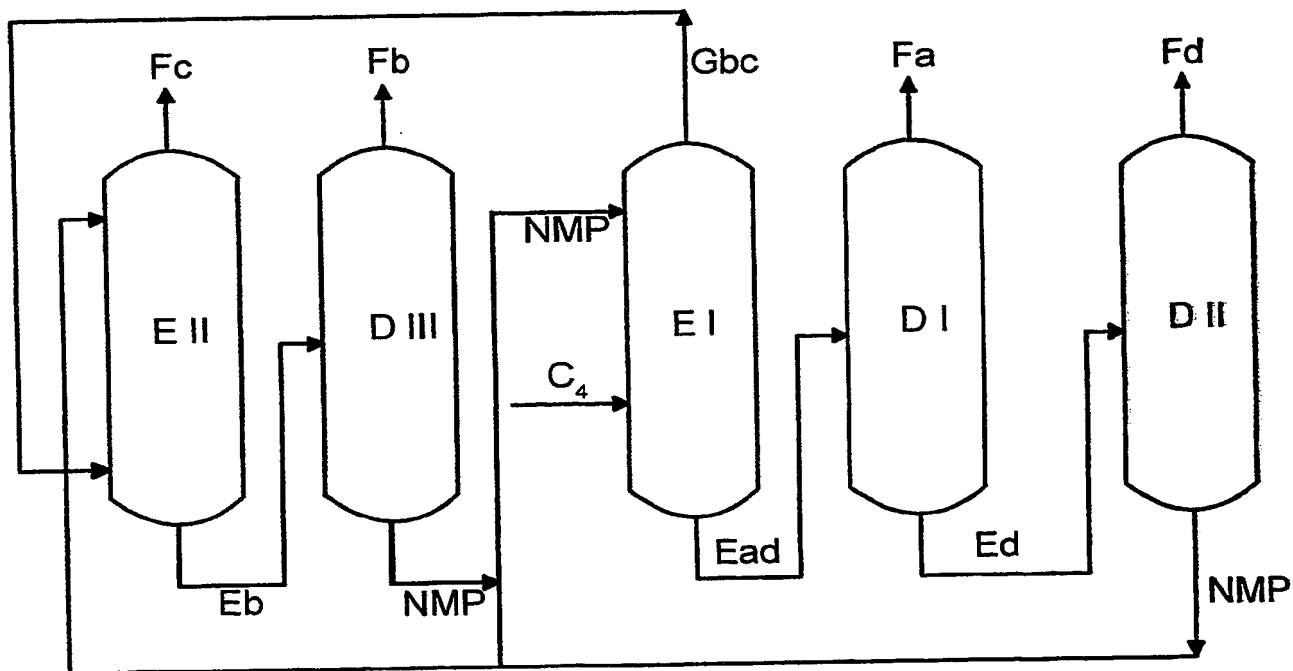 Fc
Fb
Gbc
Fa
Fd
NMP
E II
D III
E I
D I
D II
C₄
Eb
NMP
Ead
Ed
NMP